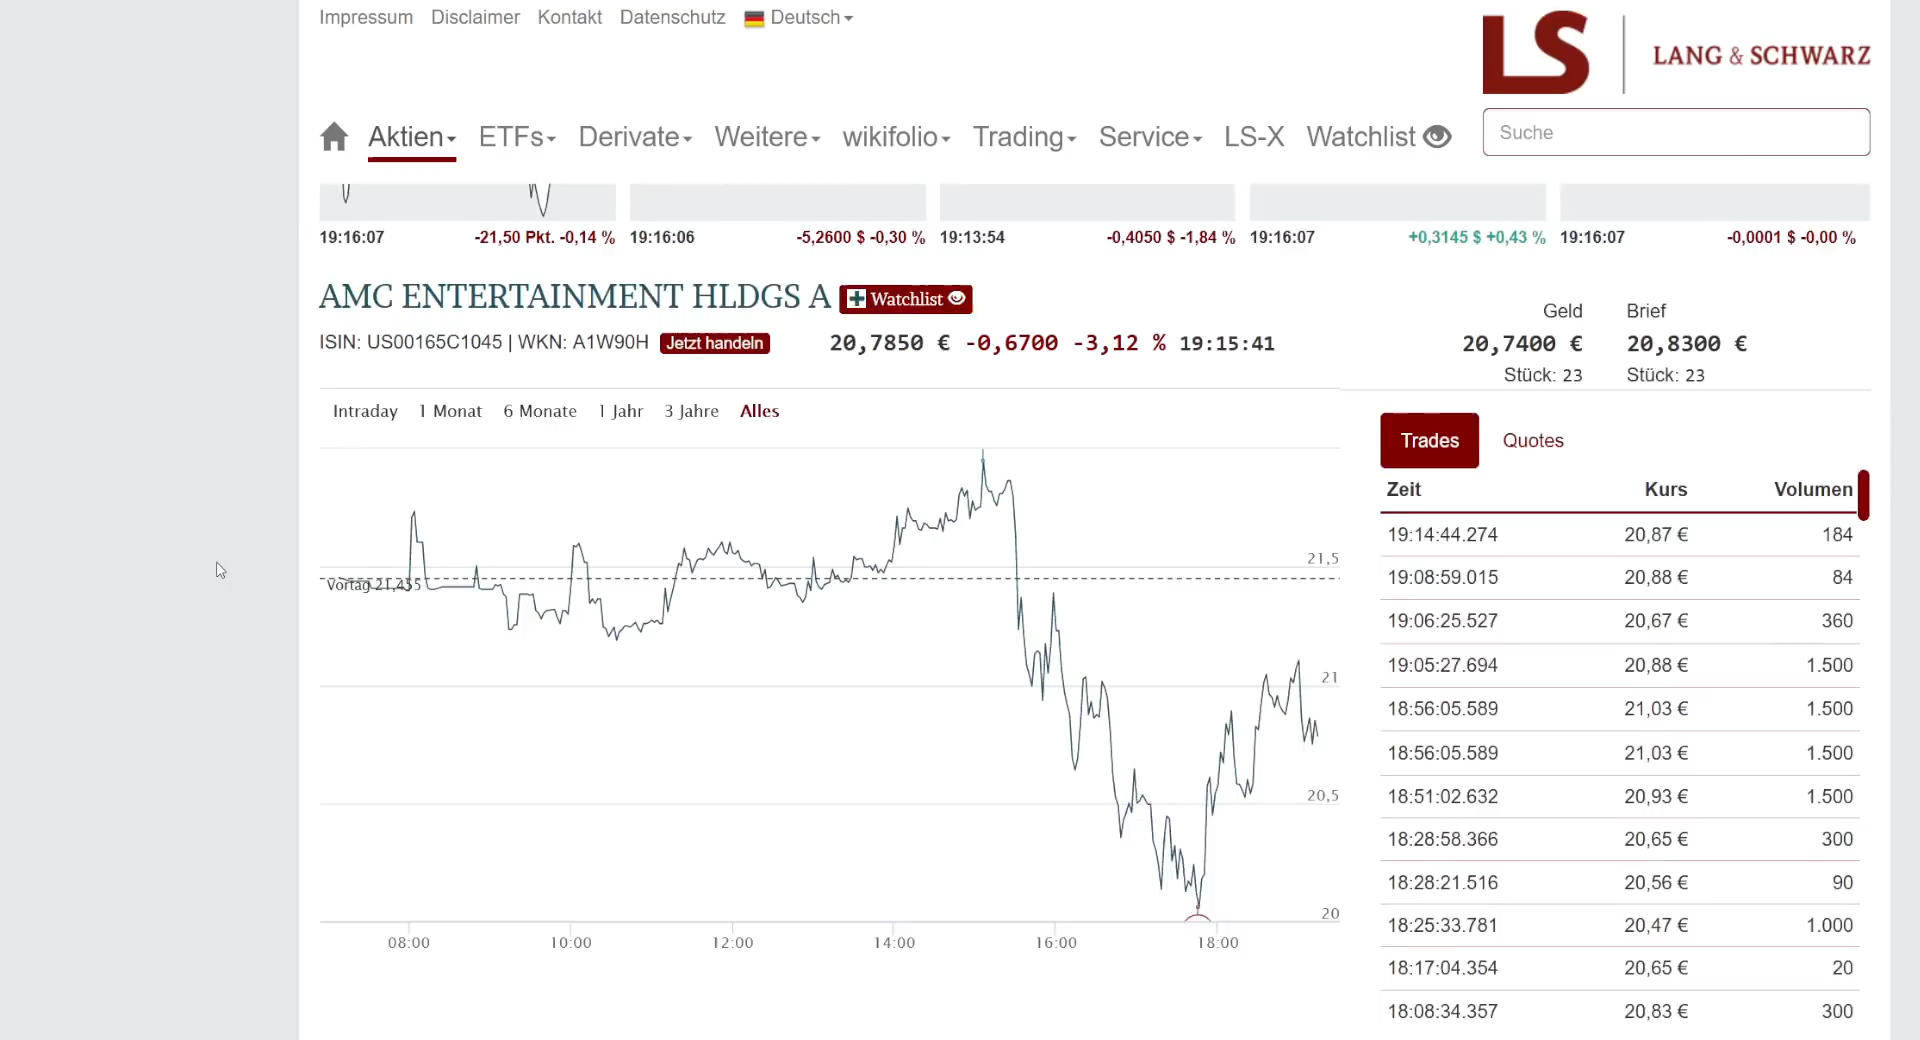 Impressum Disclaimer Kontakt Datenschutz Deutsch
LS LANG & SCHWARZ
Aktien ETFs Derivate Weitere wikifolio Trading Service LS-X Watchlist
Suche
19:16:07 -21,50 Pkt. -0,14 % 19:16:06 -5,2600 $ -0,30 % 19:13:54 -0,4050 $ -1,84 % 19:16:07 +0,3145 $ +0,43 % 19:16:07 -0,0001 $ -0,00 %
AMC ENTERTAINMENT HLDGS A Watchlist
ISIN: US00165C1045 | WKN: A1W90H Jetzt handeln 20,7850 € -0,6700 -3,12 % 19:15:41
Geld Brief
20,7400 € 20,8300 €
Stück: 23 Stück: 23
Intraday 1 Monat 6 Monate 1 Jahr 3 Jahre Alles
Vortag 21,455
21,5
21
20,5
20
08:00 10:00 12:00 14:00 16:00 18:00
Trades Quotes
Zeit Kurs Volumen
19:14:44.274 20,87 € 184
19:08:59.015 20,88 € 84
19:06:25.527 20,67 € 360
19:05:27.694 20,88 € 1.500
18:56:05.589 21,03 € 1.500
18:56:05.589 21,03 € 1.500
18:51:02.632 20,93 € 1.500
18:28:58.366 20,65 € 300
18:28:21.516 20,56 € 90
18:25:33.781 20,47 € 1.000
18:17:04.354 20,65 € 20
18:08:34.357 20,83 € 300